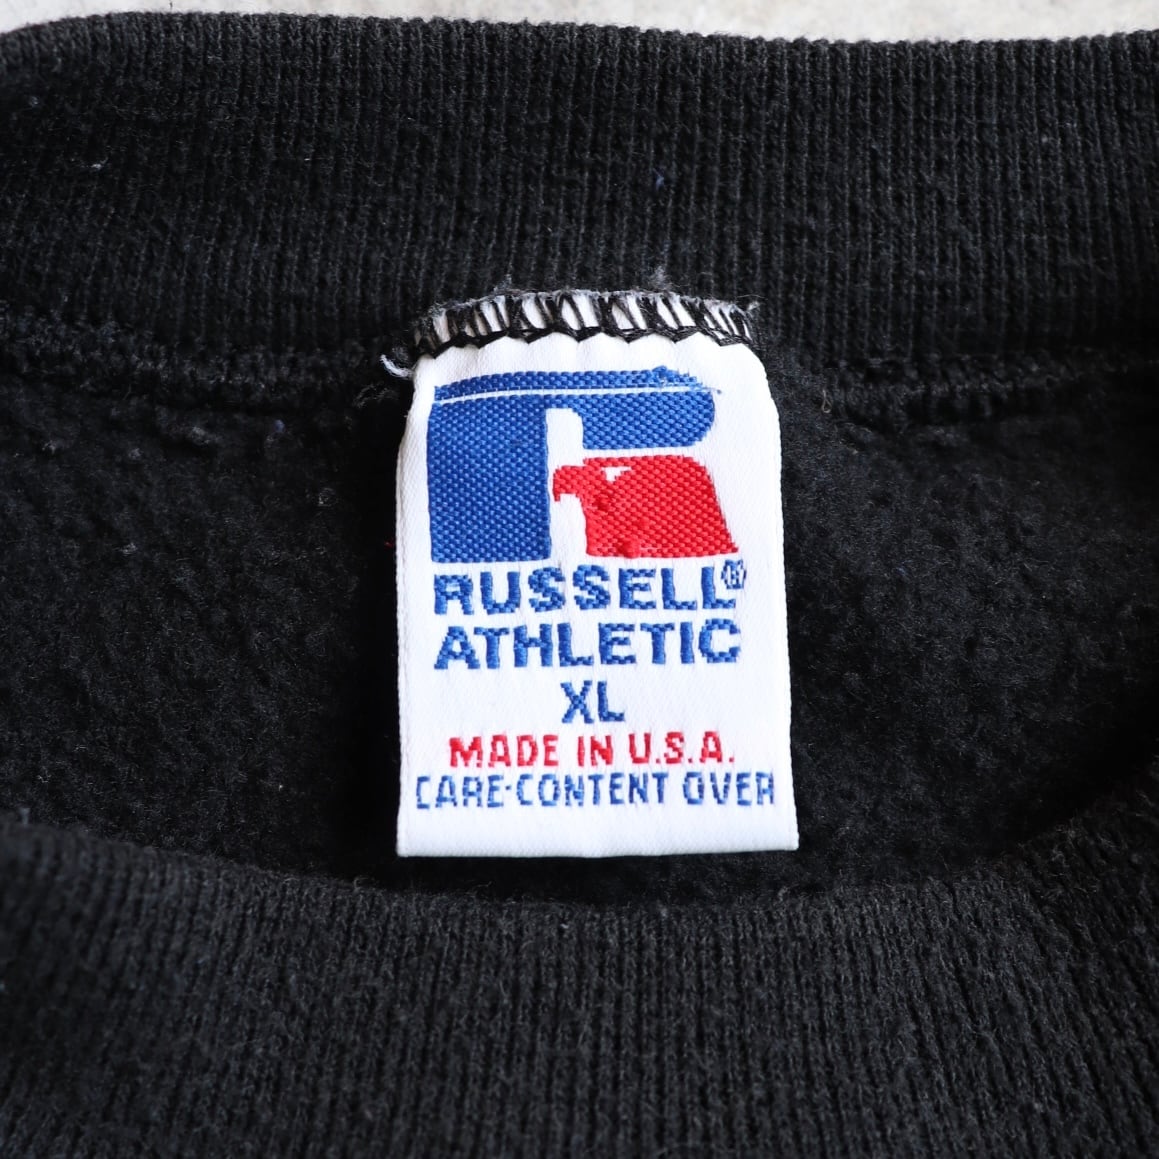 RUSSELL®
ATHLETIC
XL
MADE IN U.S.A.
CARE-CONTENT OVER